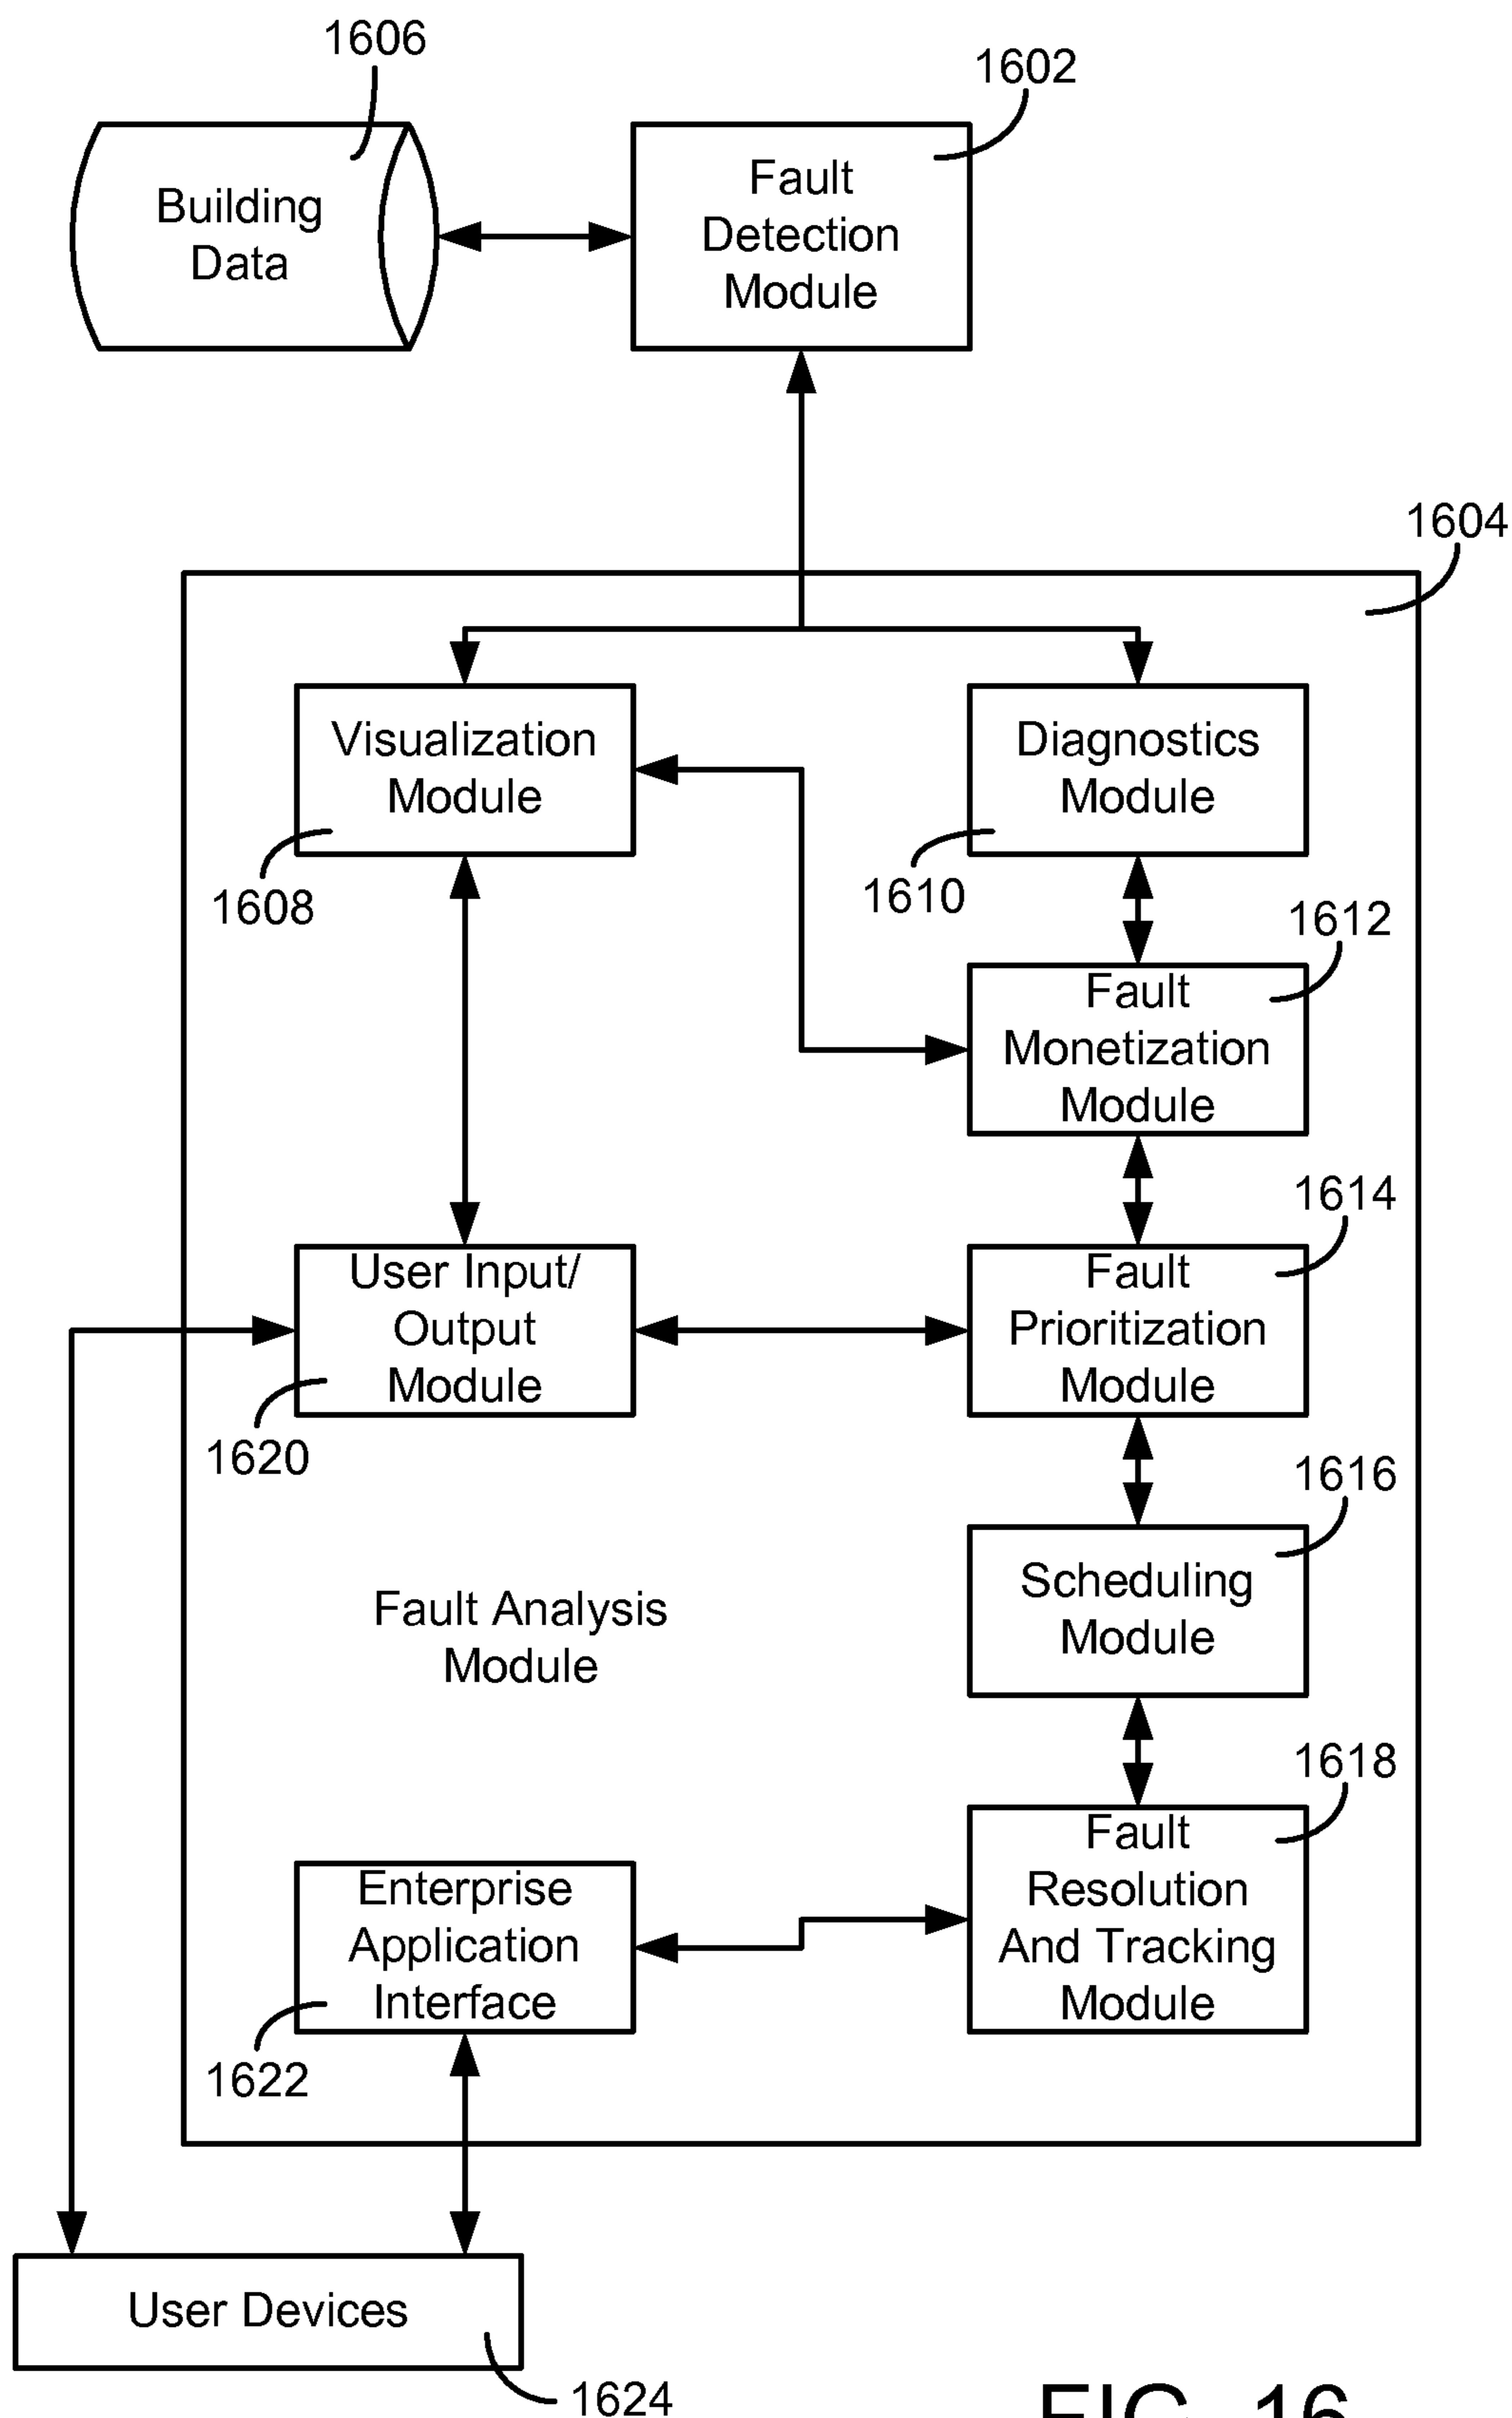 1606
1602
Building
Data
Fault
Detection
Module
1604
Visualization
Module
Diagnostics
Module
1608
1610
1612
Fault
Monetization
Module
1614
User Input/
Output
Module
Fault
Prioritization
Module
1620
1616
Scheduling
Module
Fault Analysis
Module
1618
Enterprise
Application
Interface
Fault
Resolution
And Tracking
Module
1622
User Devices
1624
FIG. 16